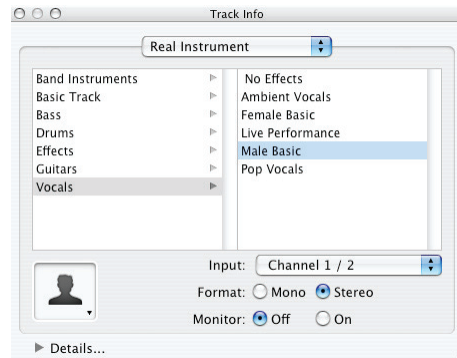 Track Info
Real Instrument
Band Instruments
Basic Track
Bass
Drums
Effects
Guitars
Vocals
No Effects
Ambient Vocals
Female Basic
Live Performance
Male Basic
Pop Vocals
Input: Channel 1 / 2
Format: Mono Stereo
Monitor: Off On
Details...